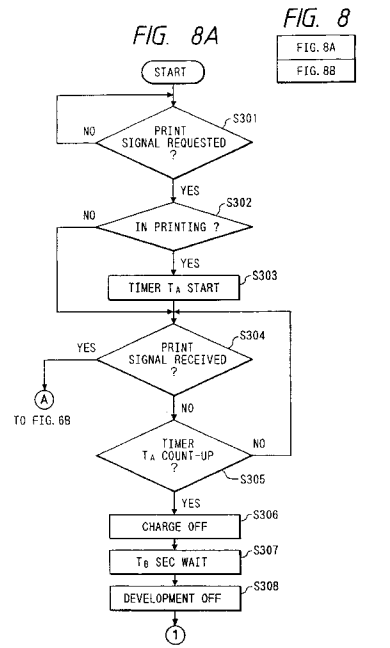 FIG. 8A
FIG. 8
FIG. 8A
FIG. 8B
START
S301
NO
PRINT
SIGNAL REQUESTED
?
YES
S302
NO
IN PRINTING ?
YES
S303
TIMER TA START
S304
YES
PRINT
SIGNAL RECEIVED
?
A
NO
TO FIG. 6B
TIMER
TA COUNT-UP
?
NO
S305
YES
S306
CHARGE OFF
S307
TB SEC WAIT
S308
DEVELOPMENT OFF
1